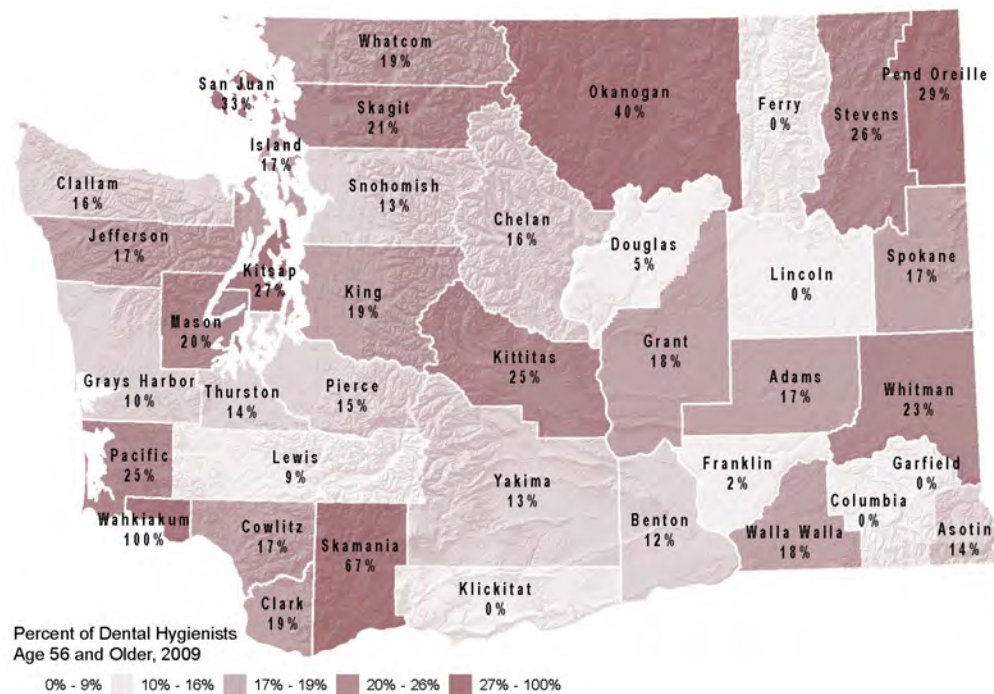 Whatcom
19%
San Juan
33%
Skagit
21%
Okanogan
40%
Ferry
0%
Stevens
26%
Pend Oreille
29%
Island
17%
Clallam
16%
Snohomish
13%
Chelan
16%
Jefferson
17%
Douglas
5%
Lincoln
0%
Spokane
17%
Kitsap
27%
King
19%
Mason
20%
Kittitas
25%
Grant
18%
Adams
17%
Whitman
23%
Grays Harbor
10%
Thurston
14%
Pierce
15%
Pacific
25%
Lewis
9%
Yakima
13%
Franklin
2%
Garfield
0%
Columbia
0%
Benton
12%
Walla Walla
18%
Asotin
14%
Wahkiakum
100%
Cowlitz
17%
Skamania
67%
Klickitat
0%
Clark
19%
Percent of Dental Hygienists
Age 56 and Older, 2009
0% - 9% 10% - 16% 17% - 19% 20% - 26% 27% - 100%